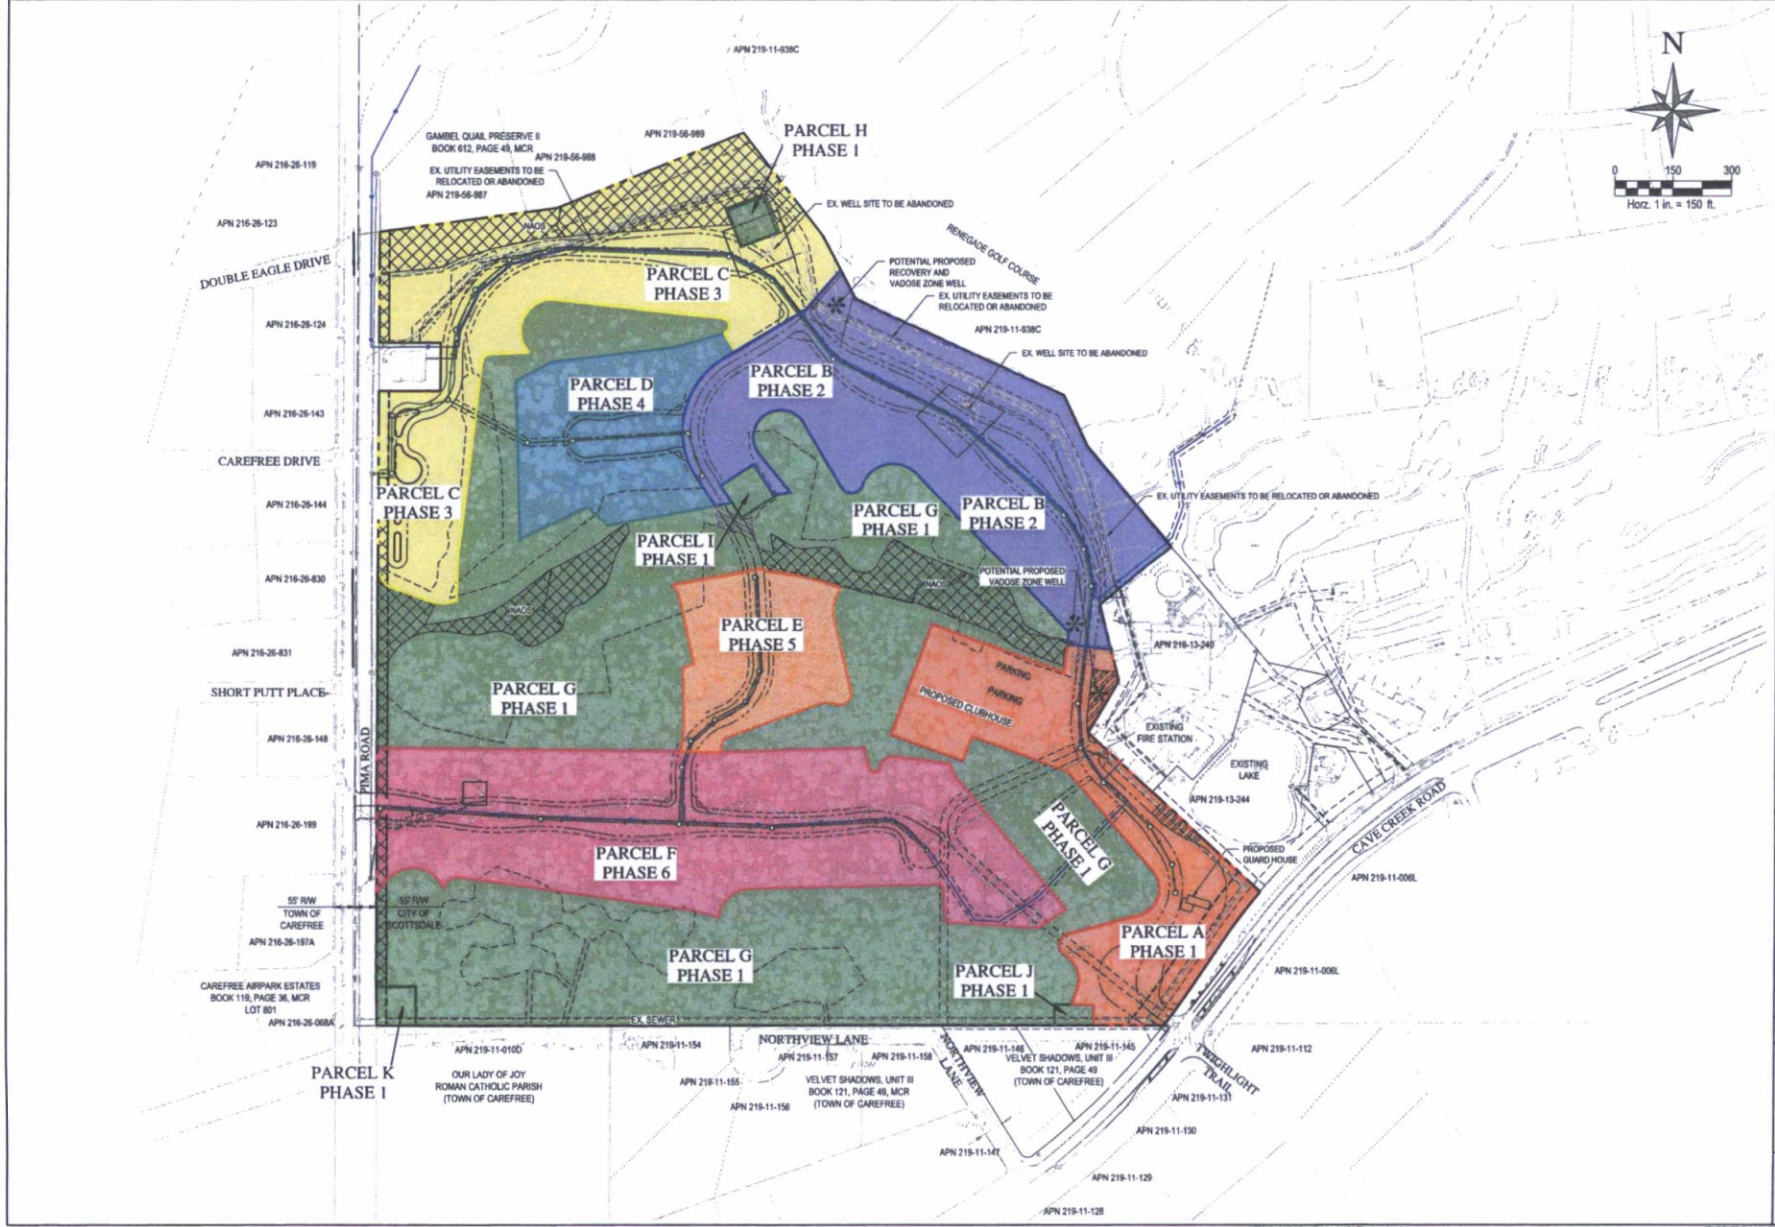 APN 219-11-938C
N
PARCEL H
PHASE 1
GAMBEL QUAIL PRESERVE II
BOOK 612, PAGE 49, MCR
APN 219-56-989
APN 219-56-988
APN 216-26-119
EX. UTILITY EASEMENTS TO BE
RELOCATED OR ABANDONED
APN 219-56-987
0 150 300
Horz. 1 in. = 150 ft.
EX. WELL SITE TO BE ABANDONED
APN 216-26-123
NAOS
RENEGADE GOLF COURSE
DOUBLE EAGLE DRIVE
PARCEL C
PHASE 3
POTENTIAL PROPOSED
RECOVERY AND
VADOSE ZONE WELL
EX. UTILITY EASEMENTS TO BE
RELOCATED OR ABANDONED
APN 216-26-124
APN 219-11-938C
EX. WELL SITE TO BE ABANDONED
PARCEL D
PHASE 4
PARCEL B
PHASE 2
APN 216-26-143
CAREFREE DRIVE
PARCEL C
PHASE 3
APN 216-26-144
PARCEL G
PHASE 1
PARCEL B
PHASE 2
EX. UTILITY EASEMENTS TO BE RELOCATED OR ABANDONED
PARCEL I
PHASE 1
APN 216-26-830
POTENTIAL PROPOSED
VADOSE ZONE WELL
NAOS
NAOS
PARCEL E
PHASE 5
APN 216-26-831
APN 219-13-240
PARKING
PARKING
PROPOSED CLUBHOUSE
SHORT PUTT PLACE
PARCEL G
PHASE 1
APN 216-26-148
PIMA ROAD
EXISTING
FIRE STATION
EXISTING
LAKE
APN 219-13-244
CAVE CREEK ROAD
APN 216-26-199
PARCEL G
PHASE 1
PARCEL F
PHASE 6
PROPOSED
GUARD HOUSE
APN 219-11-006L
55' R/W
TOWN OF
CAREFREE
55' R/W
CITY OF
SCOTTSDALE
APN 216-26-197A
PARCEL A
PHASE 1
PARCEL G
PHASE 1
PARCEL J
PHASE 1
APN 219-11-006L
CAREFREE AIRPARK ESTATES
BOOK 119, PAGE 36, MCR
LOT 801
APN 216-26-068A
EX. SEWER
NORTHVIEW LANE
NORTHVIEW
LANE
APN 219-11-010D
APN 219-11-154
APN 219-11-157
APN 219-11-158
APN 219-11-146
APN 219-11-145
APN 219-11-112
PARCEL K
PHASE 1
OUR LADY OF JOY
ROMAN CATHOLIC PARISH
(TOWN OF CAREFREE)
APN 219-11-155
VELVET SHADOWS, UNIT III
BOOK 121, PAGE 49, MCR
(TOWN OF CAREFREE)
VELVET SHADOWS, UNIT III
BOOK 121, PAGE 49
(TOWN OF CAREFREE)
TWIGHLIGHT
TRAIL
APN 219-11-156
APN 219-11-131
APN 219-11-130
APN 219-11-147
APN 219-11-129
APN 219-11-128